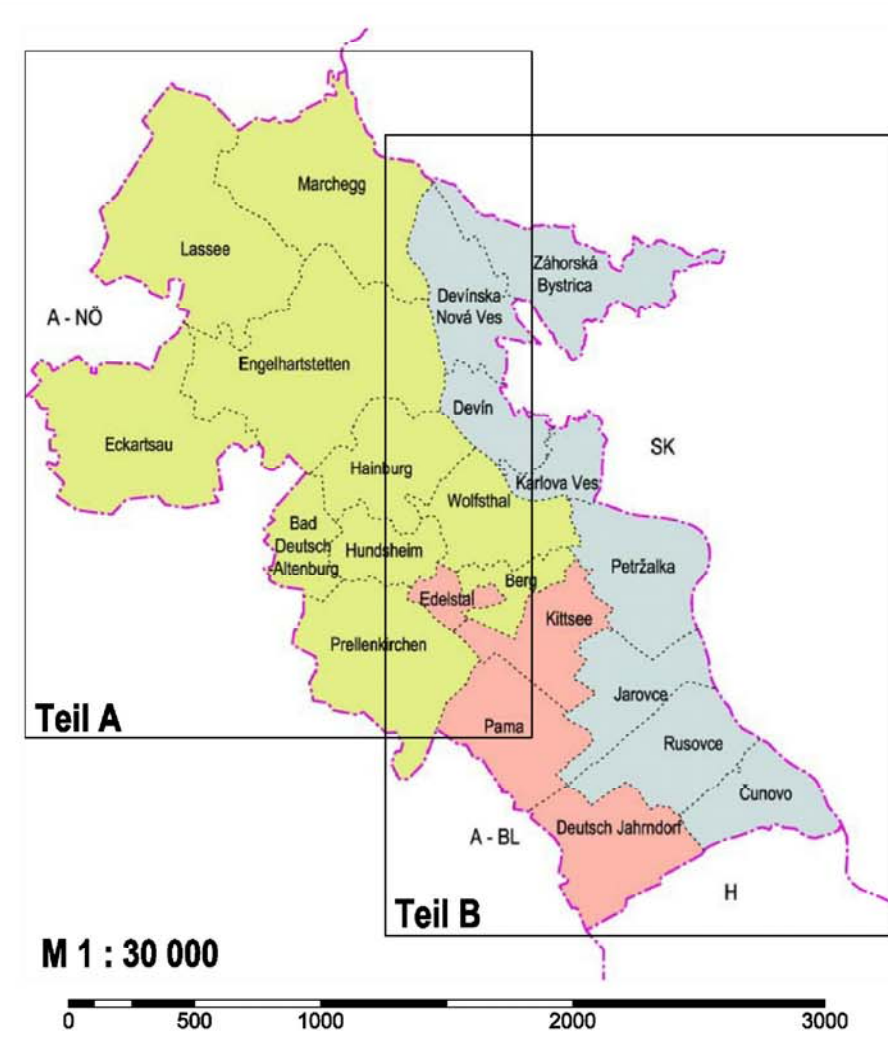 Marchegg
Lassee
Záhorská
Bystrica
Devínska
Nová Ves
A - NÖ
Engelhartstetten
Devín
Eckartsau
SK
Hainburg
Karlova Ves
Wolfsthal
Bad
Deutsch
-Altenburg
Hundsheim
Petržalka
Berg
Edelstal
Kittsee
Prellenkirchen
Jarovce
Teil A
Pama
Rusovce
Čunovo
Deutsch Jahrndorf
A - BL
H
Teil B
M 1 : 30 000
0 500 1000 2000 3000